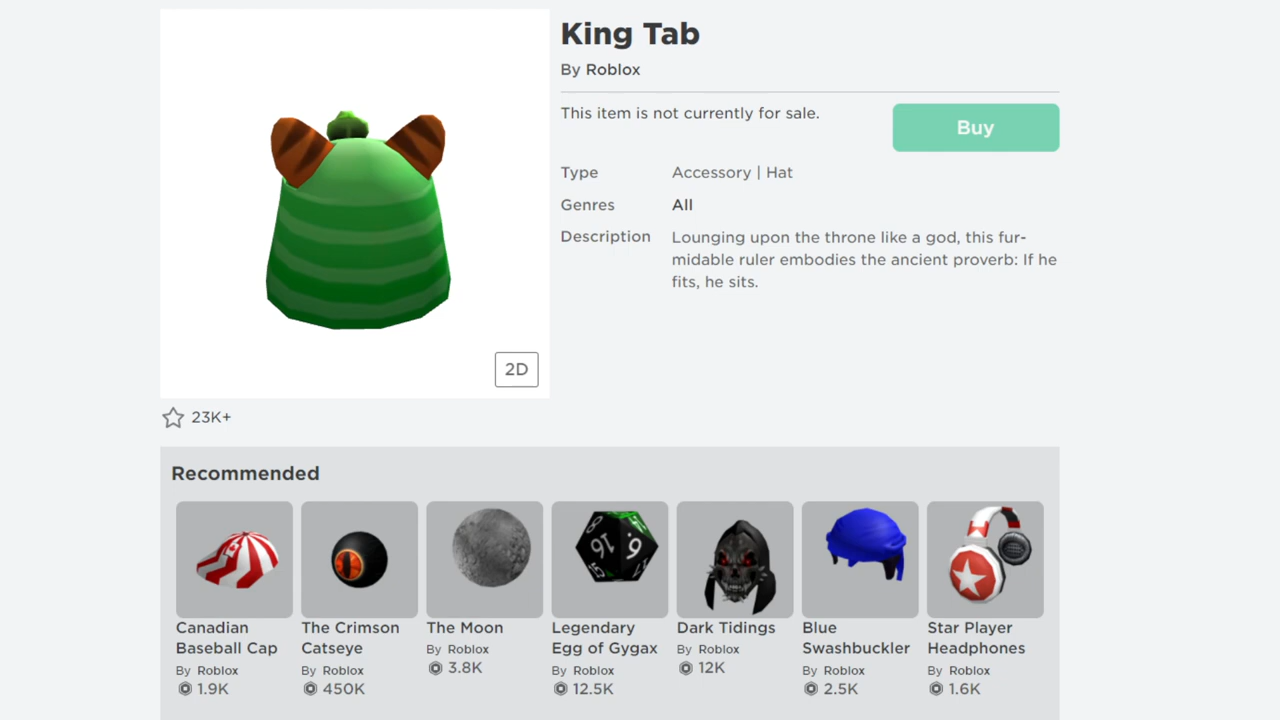 King Tab
By Roblox
This item is not currently for sale.
Buy
Type Accessory | Hat
Genres All
Description Lounging upon the throne like a god, this fur-
midable ruler embodies the ancient proverb: If he
fits, he sits.
2D
23K+
Recommended
Canadian
Baseball Cap
By Roblox
1.9K
The Crimson
Catseye
By Roblox
450K
The Moon
By Roblox
3.8K
8
16
9.
Legendary
Egg of Gygax
By Roblox
12.5K
Dark Tidings
By Roblox
12K
Blue
Swashbuckler
By Roblox
2.5K
Star Player
Headphones
By Roblox
1.6K